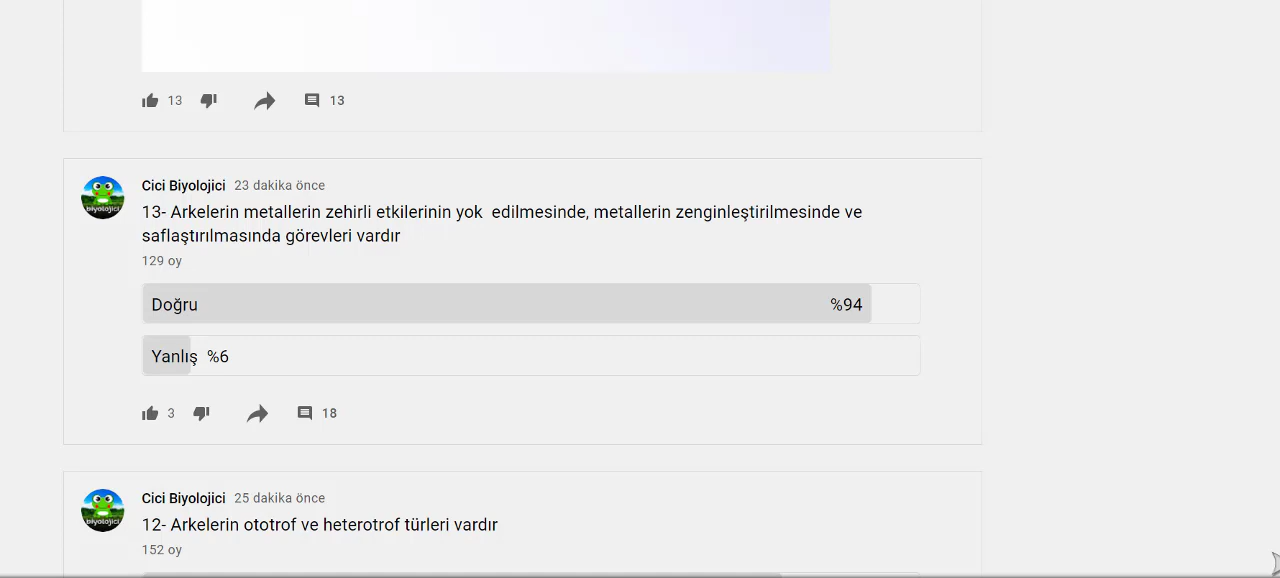 13 13
Cici Biyolojici 23 dakika önce
13- Arkelerin metallerin zehirli etkilerinin yok edilmesinde, metallerin zenginleştirilmesinde ve
saflaştırılmasında görevleri vardır
129 oy
Doğru %94
Yanlış %6
3 18
Cici Biyolojici 25 dakika önce
12- Arkelerin ototrof ve heterotrof türleri vardır
152 oy
biyolojici
biyolojici